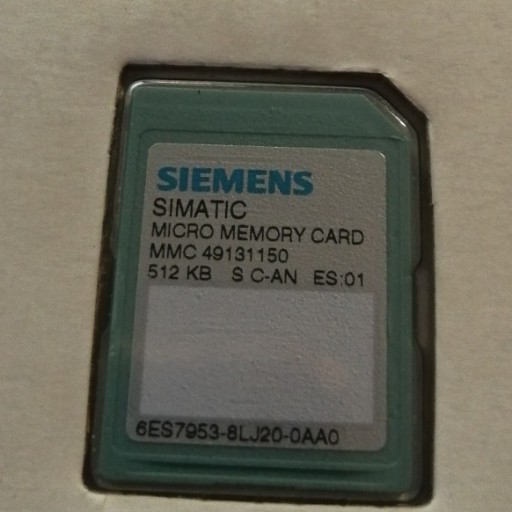 SIEMENS
SIMATIC
MICRO MEMORY CARD
MMC 49131150
512 KB S C-AN ES:01
6ES7953-8LJ20-0AA0